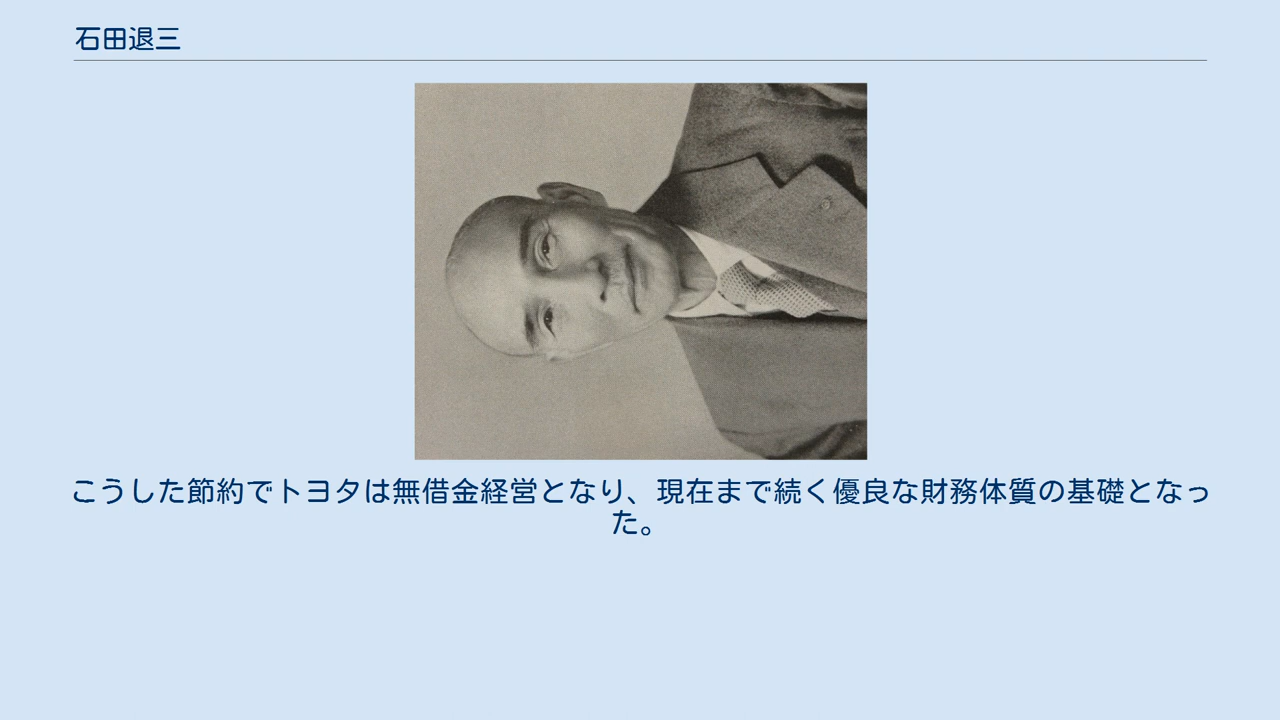 石田退三
こうした節約でトヨタは無借金経営となり、現在まで続く優良な財務体質の基礎となっ
た。